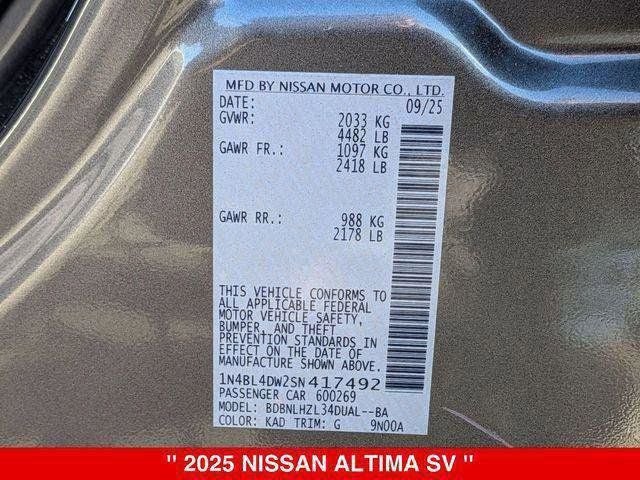 MFD BY NISSAN MOTOR CO., LTD.
DATE: 09/25
GVWR: 2033 KG
4482 LB
GAWR FR.: 1097 KG
2418 LB
GAWR RR.: 988 KG
2178 LB
THIS VEHICLE CONFORMS TO
ALL APPLICABLE FEDERAL
MOTOR VEHICLE SAFETY,
BUMPER, AND THEFT
PREVENTION STANDARDS IN
EFFECT ON THE DATE OF
MANUFACTURE SHOWN ABOVE.
1N4BL4DW2SN417492
PASSENGER CAR 600269
MODEL: BDBNLHZL34DUAL--BA
COLOR: KAD TRIM: G 9N00A
" 2025 NISSAN ALTIMA SV "